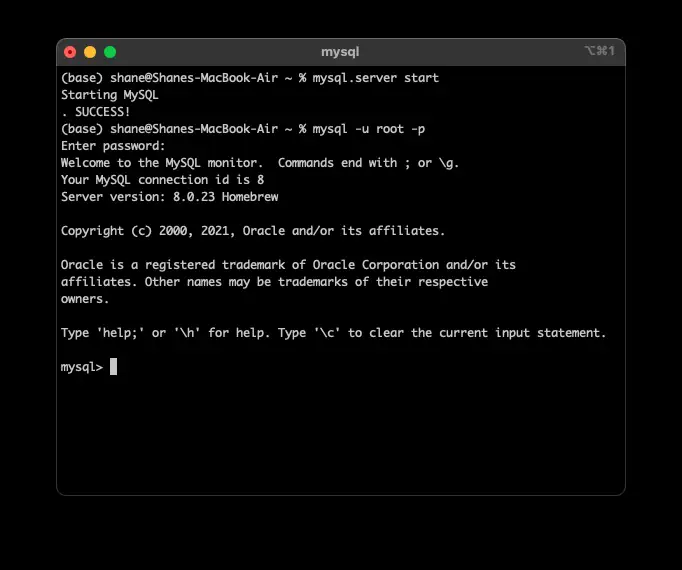 mysql
⌥⌘1
(base) shane@Shanes-MacBook-Air ~ % mysql.server start
Starting MySQL
. SUCCESS!
(base) shane@Shanes-MacBook-Air ~ % mysql -u root -p
Enter password:
Welcome to the MySQL monitor.  Commands end with ; or \g.
Your MySQL connection id is 8
Server version: 8.0.23 Homebrew
Copyright (c) 2000, 2021, Oracle and/or its affiliates.
Oracle is a registered trademark of Oracle Corporation and/or its
affiliates. Other names may be trademarks of their respective
owners.
Type 'help;' or '\h' for help. Type '\c' to clear the current input statement.
mysql>